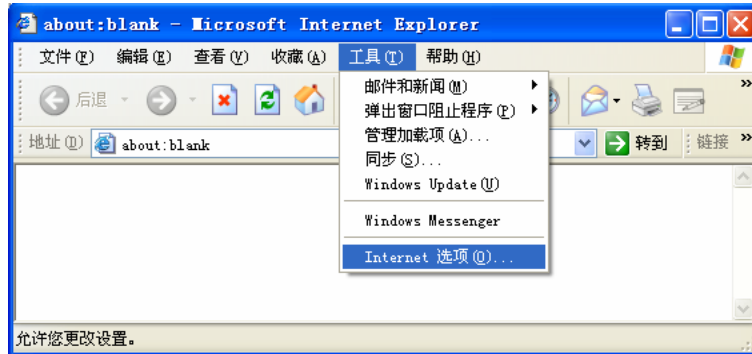 about:blank - Microsoft Internet Explorer
文件(F) 编辑(E) 查看(V) 收藏(A) 工具(T) 帮助(H)
后退
地址(D) about:blank 转到 链接 »
邮件和新闻(M)
弹出窗口阻止程序(P)
管理加载项(A)...
同步(S)...
Windows Update(U)
Windows Messenger
Internet 选项(O)...
允许您更改设置。